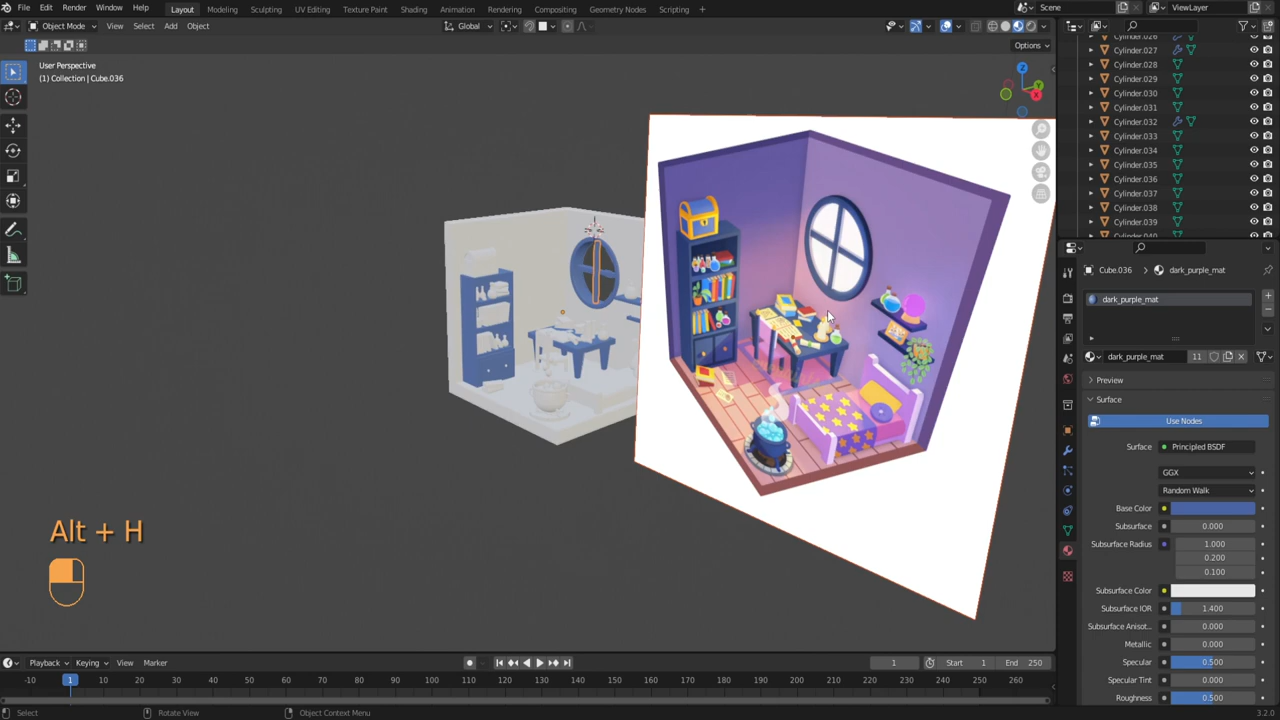 File Edit Render Window Help Layout Modeling Sculpting UV Editing Texture Paint Shading Animation Rendering Compositing Geometry Nodes Scripting + Scene ViewLayer
Object Mode View Select Add Object Global
Options
User Perspective
(1) Collection | Cube.036
Z
Y
X
Cylinder.026
Cylinder.027
Cylinder.028
Cylinder.029
Cylinder.030
Cylinder.031
Cylinder.032
Cylinder.033
Cylinder.034
Cylinder.035
Cylinder.036
Cylinder.037
Cylinder.038
Cylinder.039
Cylinder.040
Cube.036 > dark_purple_mat
dark_purple_mat
dark_purple_mat 11
Preview
Surface
Use Nodes
Surface Principled BSDF
GGX
Random Walk
Base Color
Subsurface 0.000
Subsurface Radius 1.000
0.200
0.100
Subsurface Color
Subsurface IOR 1.400
Subsurface Anisot... 0.000
Metallic 0.000
Specular 0.500
Specular Tint 0.000
Roughness 0.500
Alt + H
Playback Keying View Marker 1 Start 1 End 250
-10 1 10 20 30 40 50 60 70 80 90 100 110 120 130 140 150 160 170 180 190 200 210 220 230 240 250 260
Select Rotate View Object Context Menu 3.2.0